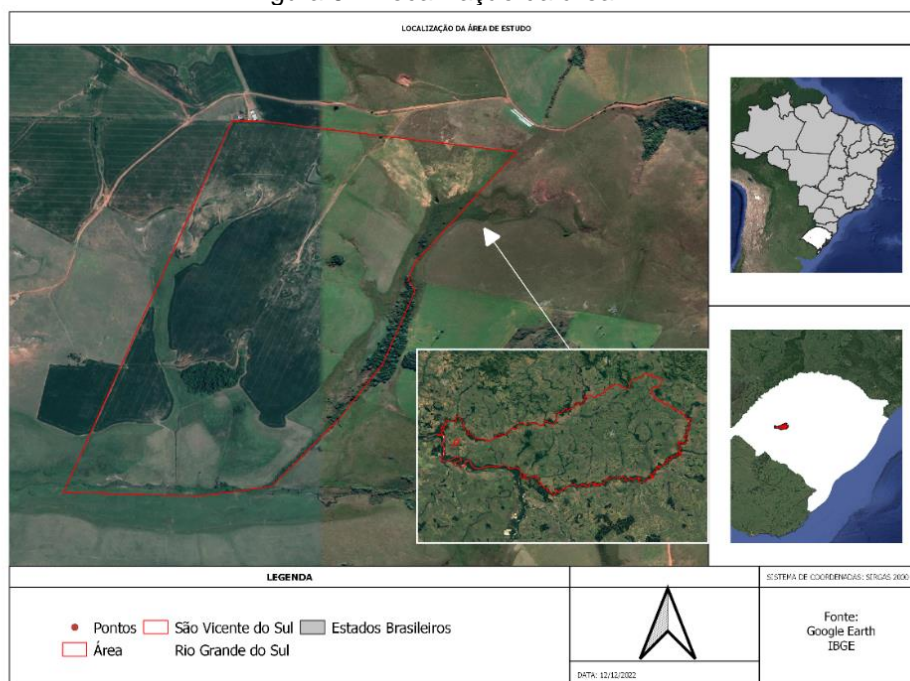 LOCALIZAÇÃO DA ÁREA DE ESTUDO
LEGENDA
Pontos São Vicente do Sul Estados Brasileiros
Área Rio Grande do Sul
DATA: 12/12/2022
SISTEMA DE COORDENADAS: SIRGAS 2000
Fonte:
Google Earth
IBGE